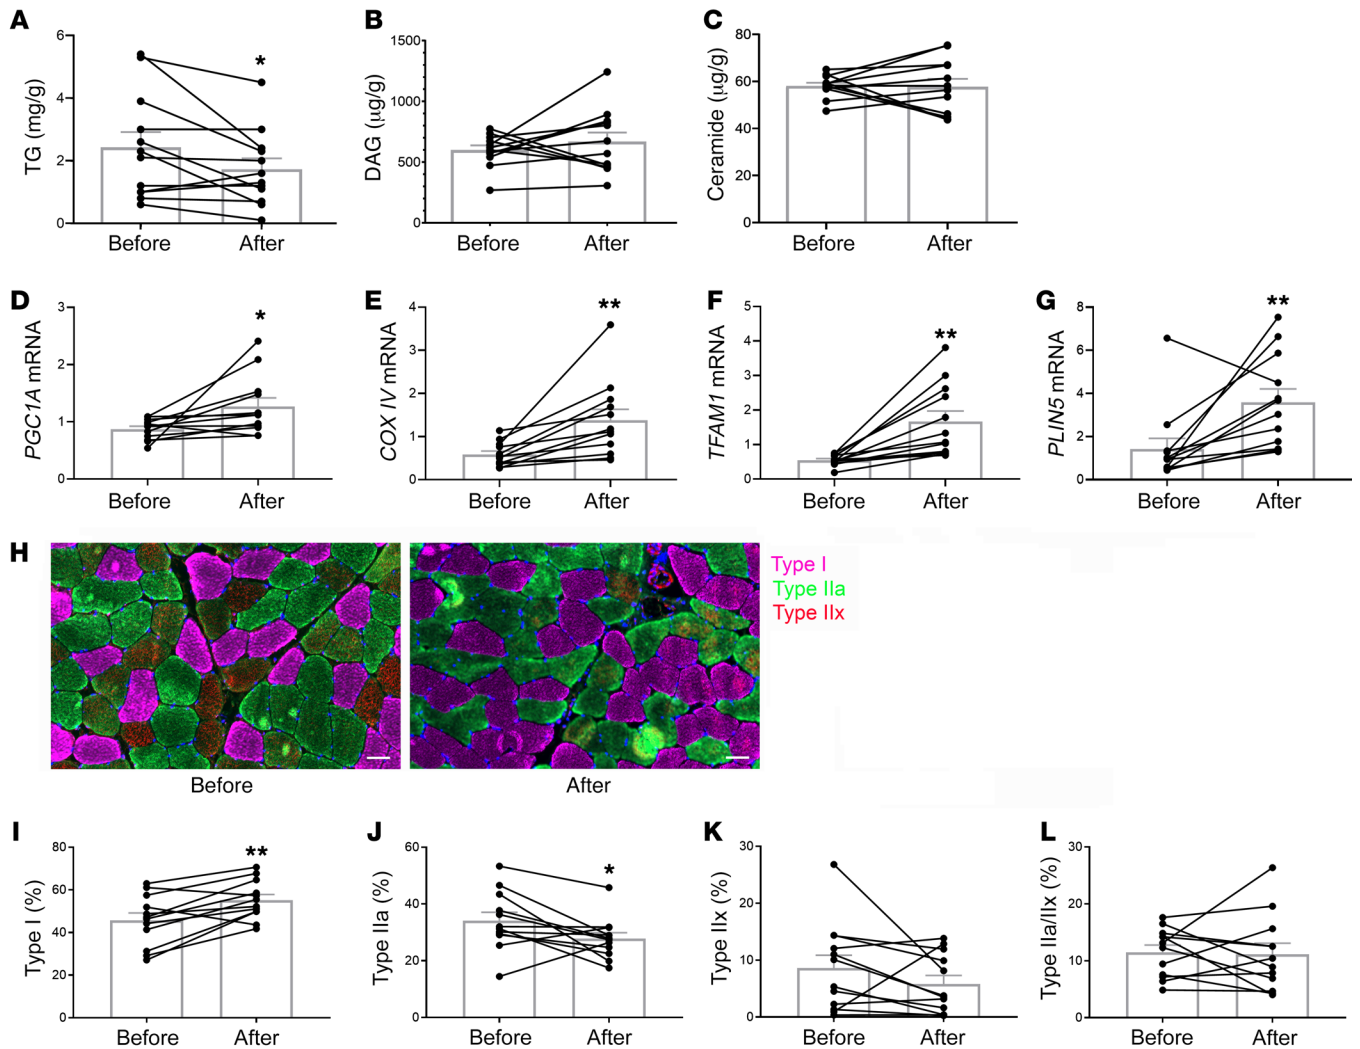 A
B
C
TG (mg/g)
6
4
2
0
*
Before
After
DAG (μg/g)
1500
1000
500
0
Before
After
Ceramide (μg/g)
80
60
40
20
0
Before
After
D
E
F
G
PGC1A mRNA
3
2
1
0
*
Before
After
COX IV mRNA
4
3
2
1
0
**
Before
After
TFAM1 mRNA
5
4
3
2
1
0
**
Before
After
PLIN5 mRNA
8
6
4
2
0
**
Before
After
H
Type I
Type IIa
Type IIx
Before
After
I
J
K
L
Type I (%)
80
60
40
20
0
**
Before
After
Type IIa (%)
60
40
20
0
*
Before
After
Type IIx (%)
30
20
10
0
Before
After
Type IIa/IIx (%)
30
20
10
0
Before
After